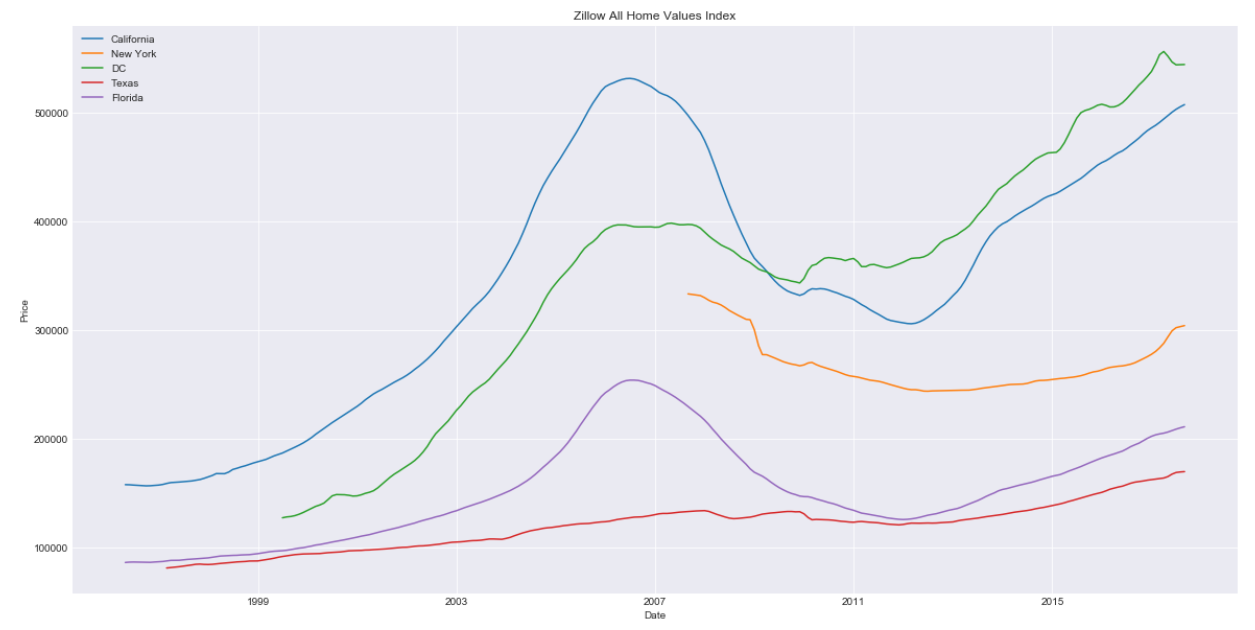 Zillow All Home Values Index
California
New York
DC
Texas
Florida
500000
400000
300000
200000
100000
Price
1999 2003 2007 2011 2015
Date